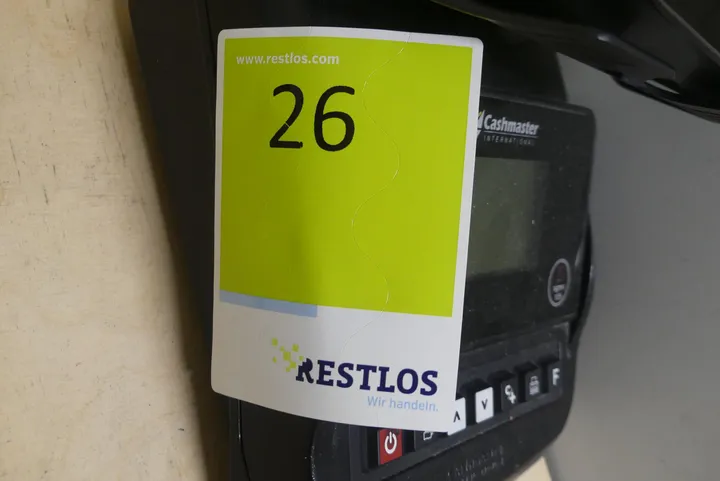 www.restlos.com
26
Cashmaster
INTERNATIONAL
RESTLOS
Wir handeln.
F